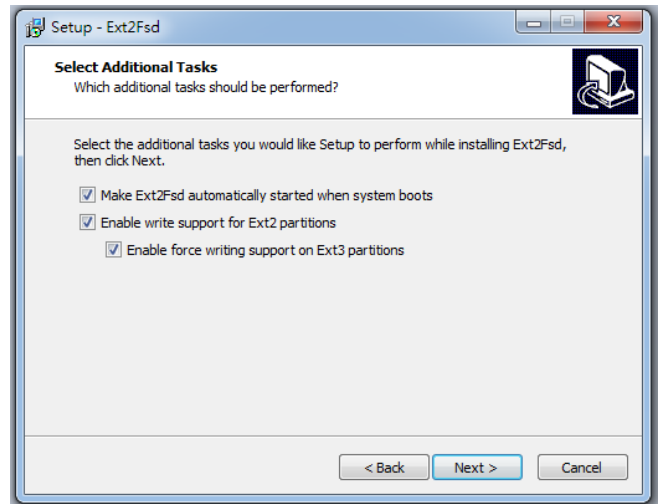 Setup - Ext2Fsd
Select Additional Tasks
Which additional tasks should be performed?
Select the additional tasks you would like Setup to perform while installing Ext2Fsd,
then click Next.
Make Ext2Fsd automatically started when system boots
Enable write support for Ext2 partitions
Enable force writing support on Ext3 partitions
< Back Next > Cancel